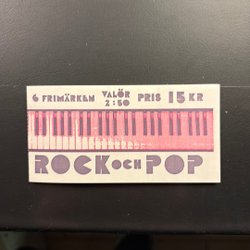 6 FRIMÄRKEN VALÖR 2:50 PRIS 15 KR
ROCK OCH POP